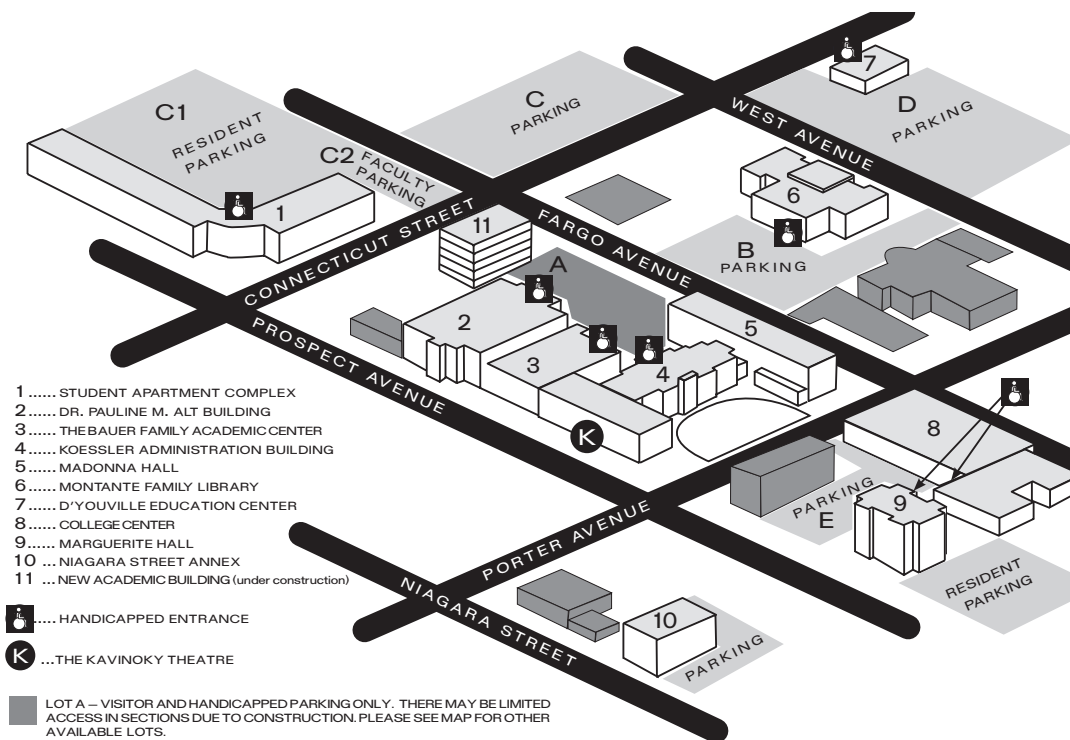 7
C1
C
D
PARKING
PARKING
WEST AVENUE
RESIDENT
PARKING
C2 FACULTY
PARKING
6
1
11
CONNECTICUT STREET
FARGO AVENUE
B
PARKING
A
2
5
3
PROSPECT AVENUE
4
K
8
PARKING
E
9
PORTER AVENUE
RESIDENT
PARKING
NIAGARA STREET
10
PARKING
1 ...... STUDENT APARTMENT COMPLEX
2 ...... DR. PAULINE M. ALT BUILDING
3 ...... THE BAUER FAMILY ACADEMIC CENTER
4 ...... KOESSLER ADMINISTRATION BUILDING
5 ...... MADONNA HALL
6 ...... MONTANTE FAMILY LIBRARY
7 ...... D'YOUVILLE EDUCATION CENTER
8 ...... COLLEGE CENTER
9 ...... MARGUERITE HALL
10 ... NIAGARA STREET ANNEX
11 ... NEW ACADEMIC BUILDING (under construction)
..... HANDICAPPED ENTRANCE
K ...THE KAVINOKY THEATRE
LOT A – VISITOR AND HANDICAPPED PARKING ONLY. THERE MAY BE LIMITED
ACCESS IN SECTIONS DUE TO CONSTRUCTION. PLEASE SEE MAP FOR OTHER
AVAILABLE LOTS.